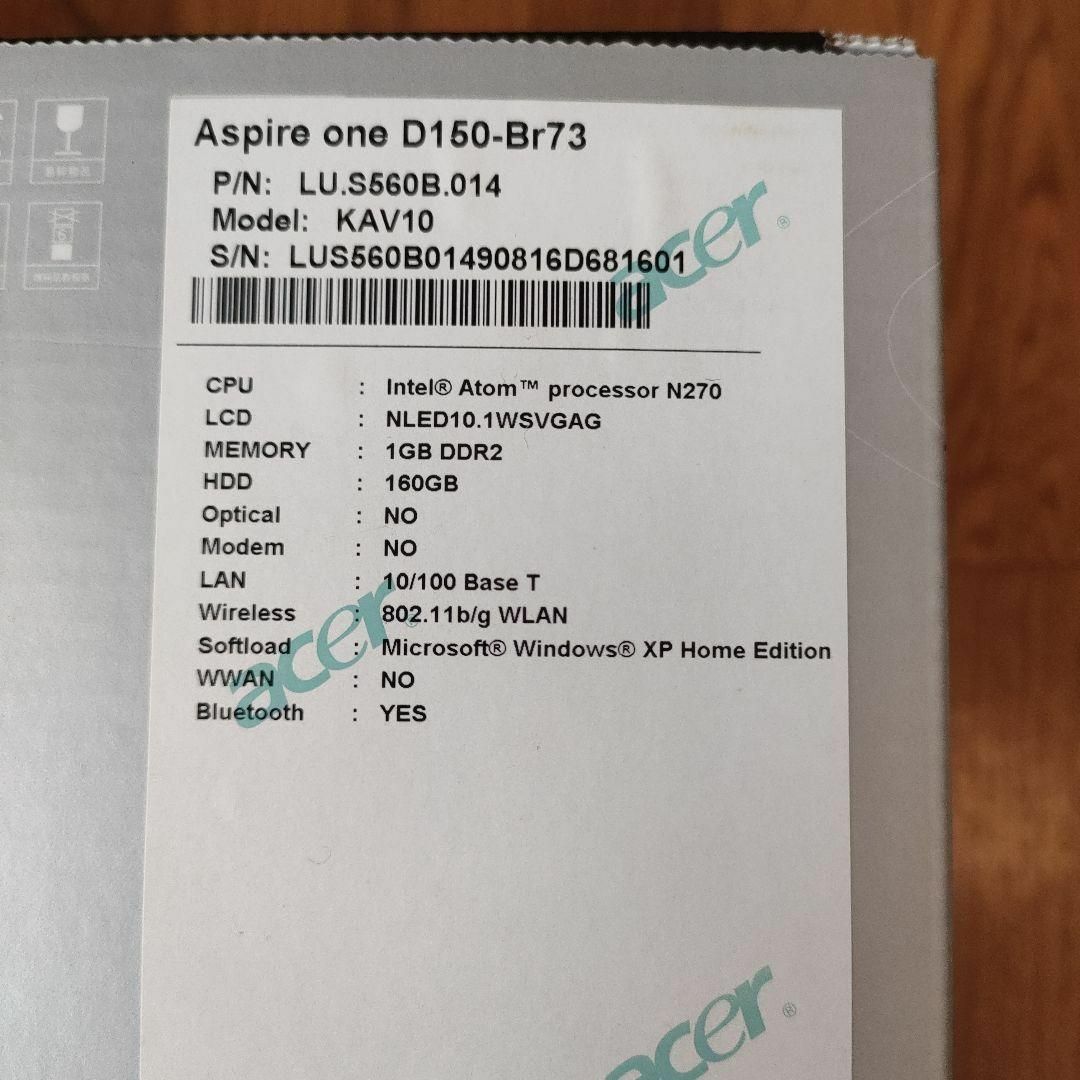 Aspire one D150-Br73
P/N: LU.S560B.014
Model: KAV10
S/N: LUS560B01490816D681601
acer®
CPU : Intel® Atom™ processor N270
LCD : NLED10.1WSVGAG
MEMORY : 1GB DDR2
HDD : 160GB
Optical : NO
Modem : NO
LAN : 10/100 Base T
Wireless : 802.11b/g WLAN
Softload : Microsoft® Windows® XP Home Edition
WWAN : NO
Bluetooth : YES
acer®
acer®
6